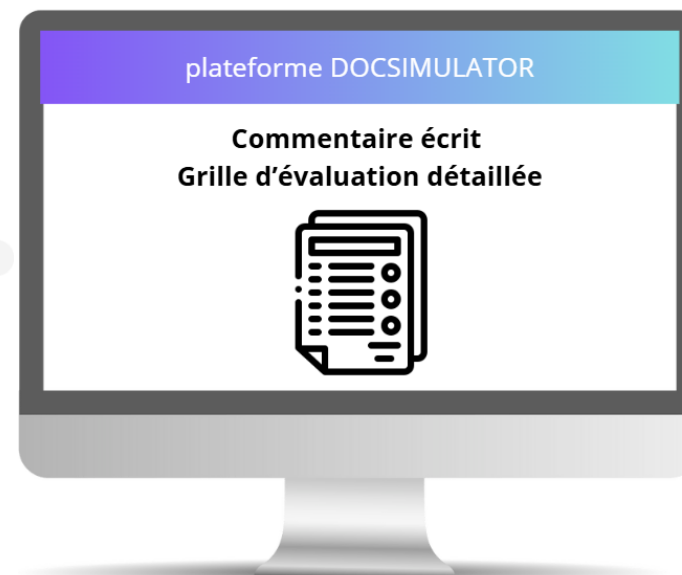 plateforme DOCSIMULATOR
Commentaire écrit
Grille d’évaluation détaillée